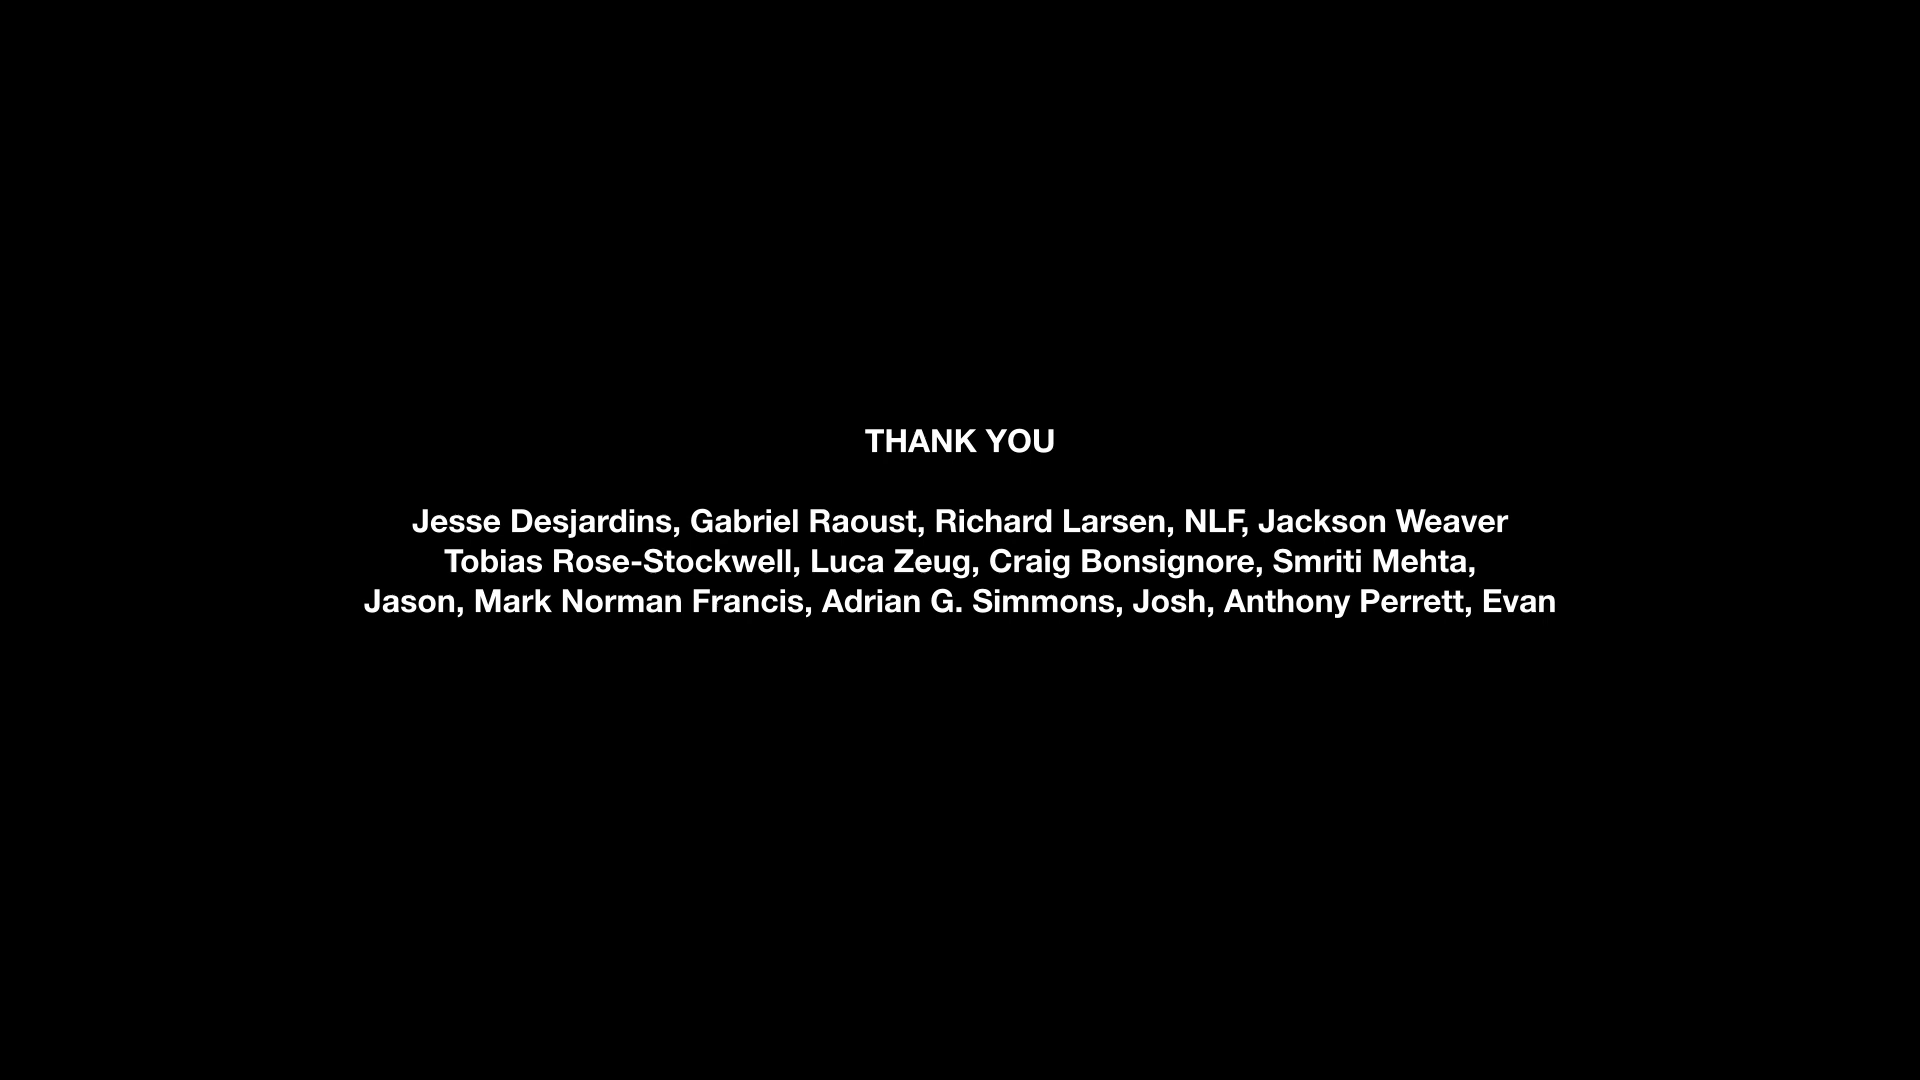 THANK YOU
Jesse Desjardins, Gabriel Raoust, Richard Larsen, NLF, Jackson Weaver
Tobias Rose-Stockwell, Luca Zeug, Craig Bonsignore, Smriti Mehta,
Jason, Mark Norman Francis, Adrian G. Simmons, Josh, Anthony Perrett, Evan